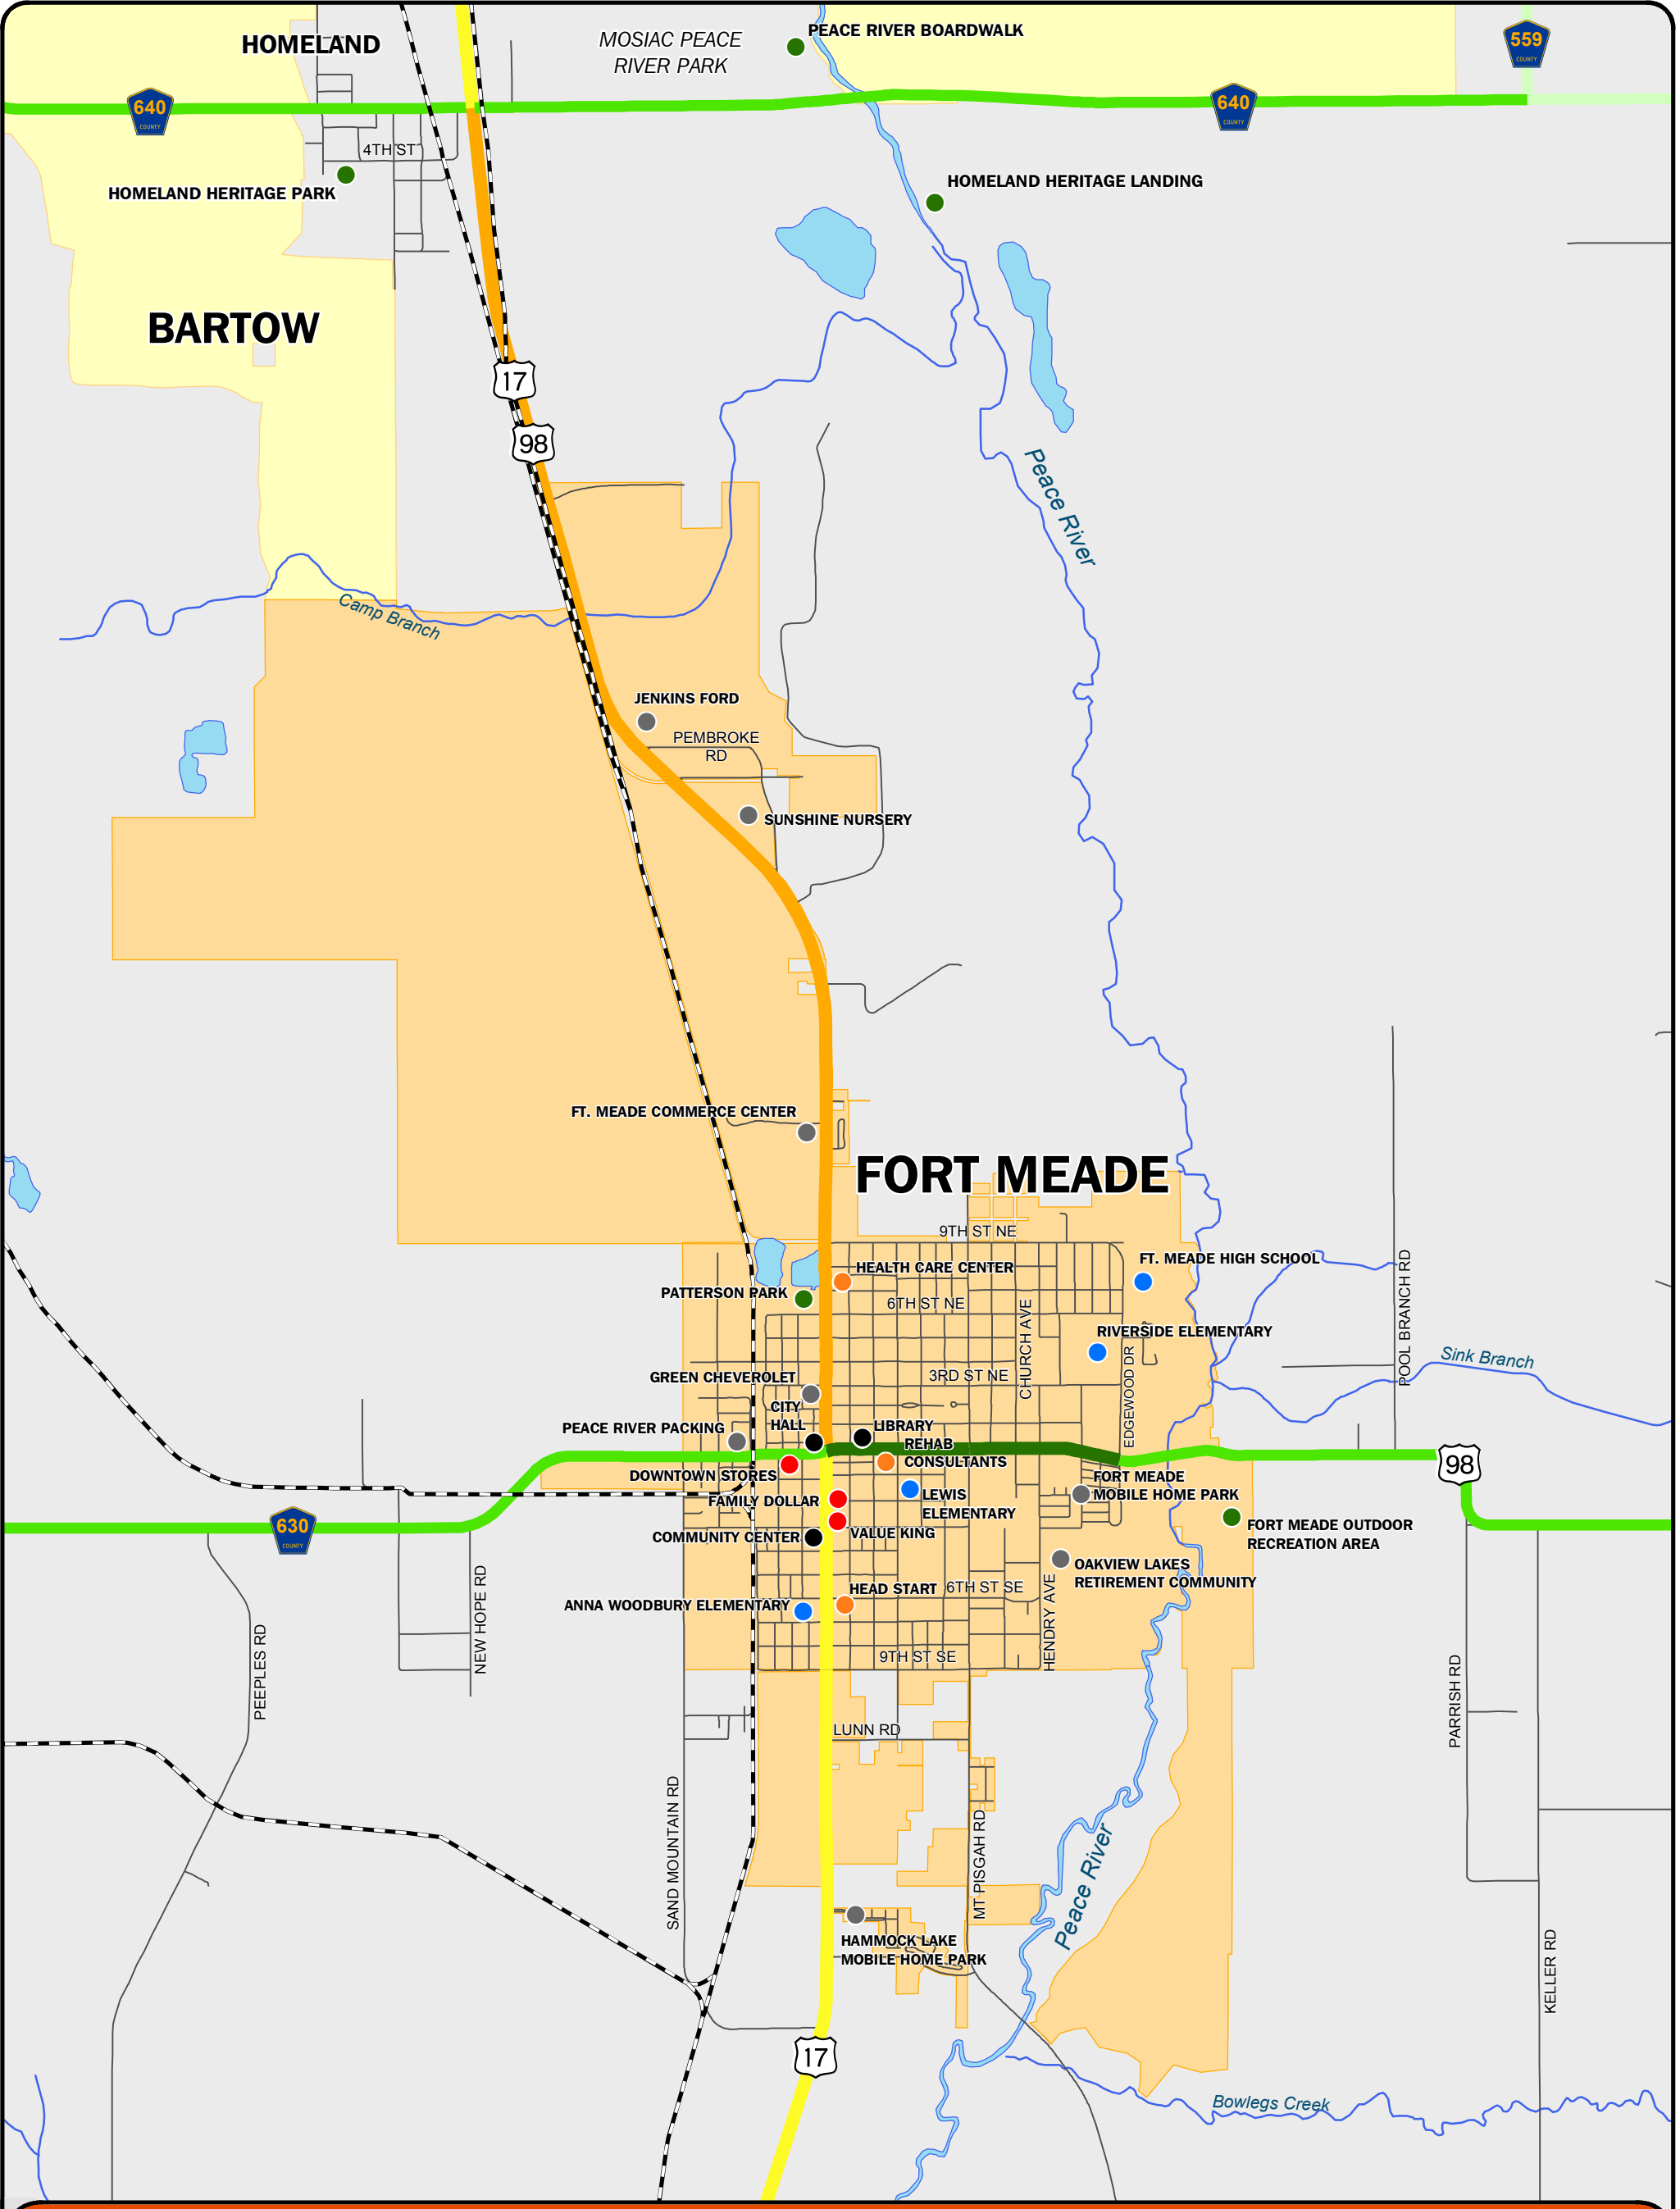 PEACE RIVER BOARDWALK
HOMELAND
MOSIAC PEACE
RIVER PARK
559
COUNTY
640
COUNTY
640
COUNTY
4TH ST
HOMELAND HERITAGE PARK
HOMELAND HERITAGE LANDING
BARTOW
17
98
Peace River
Camp Branch
JENKINS FORD
PEMBROKE
RD
SUNSHINE NURSERY
FT. MEADE COMMERCE CENTER
FORT MEADE
9TH ST NE
FT. MEADE HIGH SCHOOL
HEALTH CARE CENTER
PATTERSON PARK
6TH ST NE
CHURCH AVE
POOL BRANCH RD
RIVERSIDE ELEMENTARY
EDGEWOOD DR
Sink Branch
GREEN CHEVEROLET
3RD ST NE
CITY
HALL
PEACE RIVER PACKING
LIBRARY
REHAB
CONSULTANTS
98
DOWNTOWN STORES
FORT MEADE
MOBILE HOME PARK
FAMILY DOLLAR
LEWIS
ELEMENTARY
630
COUNTY
VALUE KING
COMMUNITY CENTER
FORT MEADE OUTDOOR
RECREATION AREA
OAKVIEW LAKES
RETIREMENT COMMUNITY
HEAD START
6TH ST SE
ANNA WOODBURY ELEMENTARY
HENDRY AVE
NEW HOPE RD
PEEPLES RD
9TH ST SE
PARRISH RD
LUNN RD
SAND MOUNTAIN RD
MT PISGAH RD
Peace River
HAMMOCK LAKE
MOBILE HOME PARK
KELLER RD
17
Bowlegs Creek